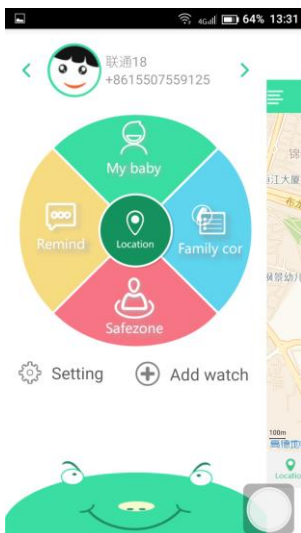 4G 64% 13:31
联通18
+8615507559125
My baby
Remind
Location
Family cor
Safezone
Setting
Add watch
100m
Location